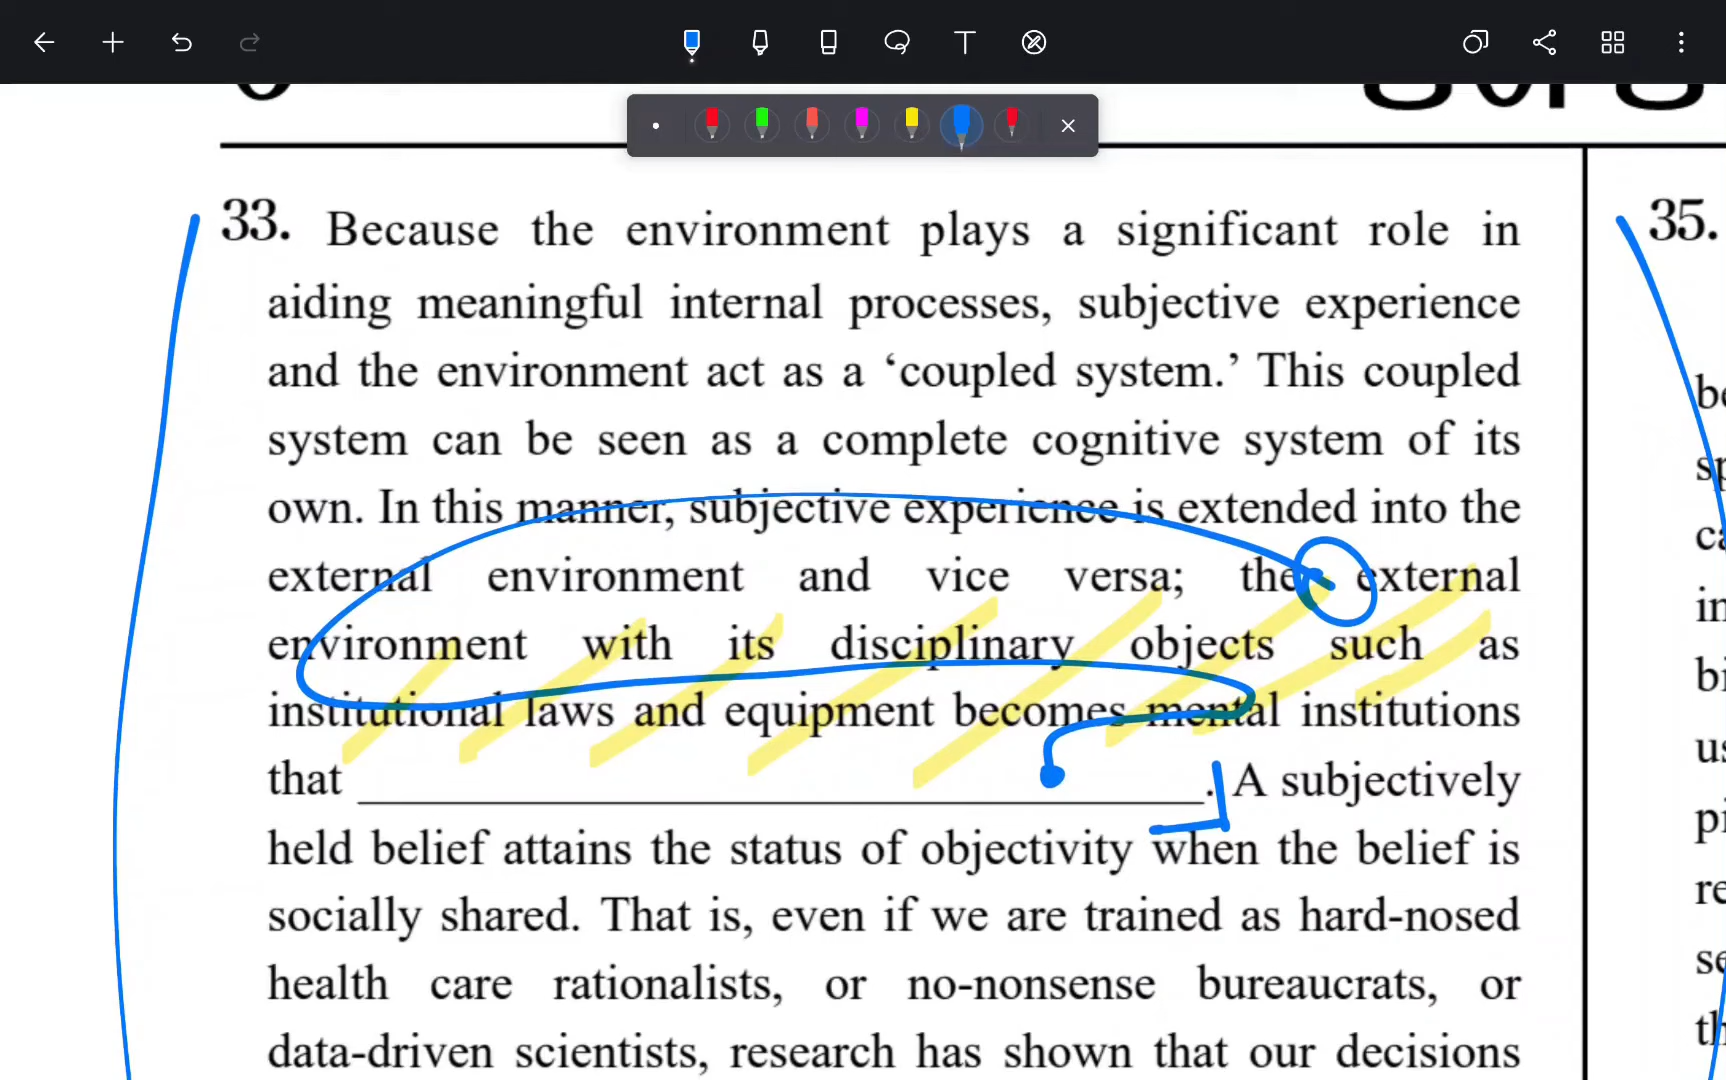 33. Because the environment plays a significant role in
aiding meaningful internal processes, subjective experience
and the environment act as a ‘coupled system.’ This coupled
system can be seen as a complete cognitive system of its
own. In this manner, subjective experience is extended into the
external environment and vice versa; the external
environment with its disciplinary objects such as
institutional laws and equipment becomes mental institutions
that ______________________. A subjectively
held belief attains the status of objectivity when the belief is
socially shared. That is, even if we are trained as hard-nosed
health care rationalists, or no-nonsense bureaucrats, or
data-driven scientists, research has shown that our decisions
35.